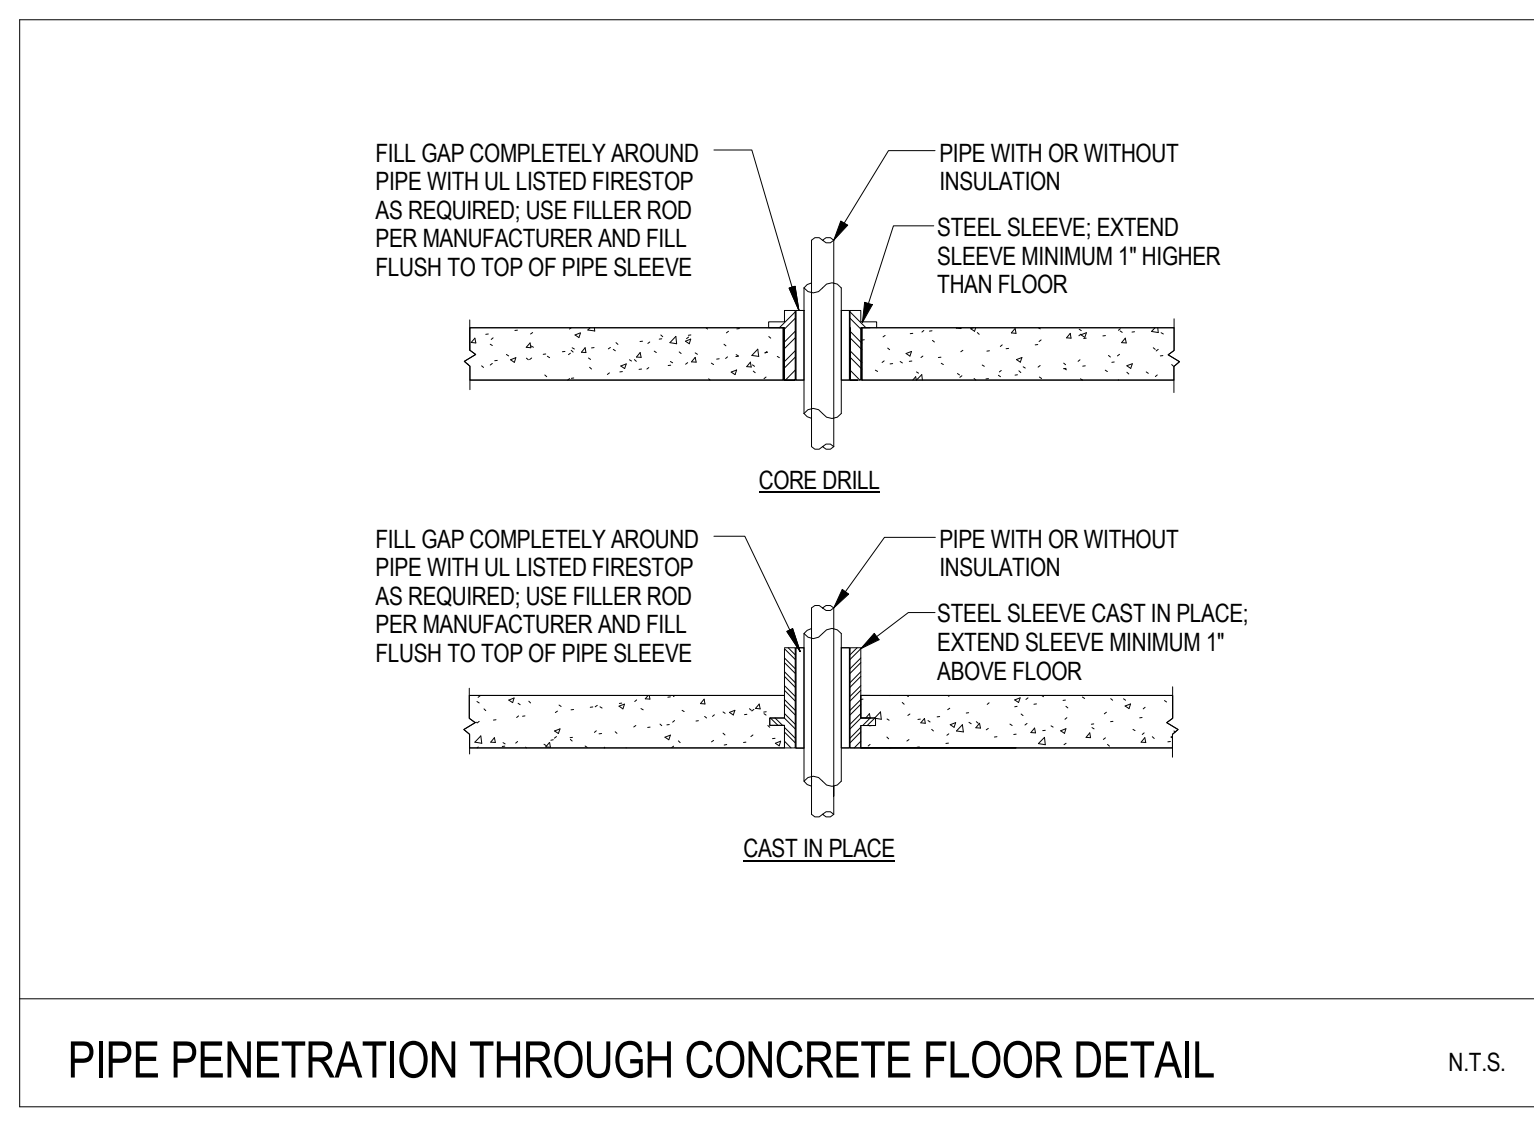 FILL GAP COMPLETELY AROUND
PIPE WITH UL LISTED FIRESTOP
AS REQUIRED; USE FILLER ROD
PER MANUFACTURER AND FILL
FLUSH TO TOP OF PIPE SLEEVE
PIPE WITH OR WITHOUT
INSULATION
STEEL SLEEVE; EXTEND
SLEEVE MINIMUM 1" HIGHER
THAN FLOOR
CORE DRILL
FILL GAP COMPLETELY AROUND
PIPE WITH UL LISTED FIRESTOP
AS REQUIRED; USE FILLER ROD
PER MANUFACTURER AND FILL
FLUSH TO TOP OF PIPE SLEEVE
PIPE WITH OR WITHOUT
INSULATION
STEEL SLEEVE CAST IN PLACE;
EXTEND SLEEVE MINIMUM 1"
ABOVE FLOOR
CAST IN PLACE
PIPE PENETRATION THROUGH CONCRETE FLOOR DETAIL
N.T.S.